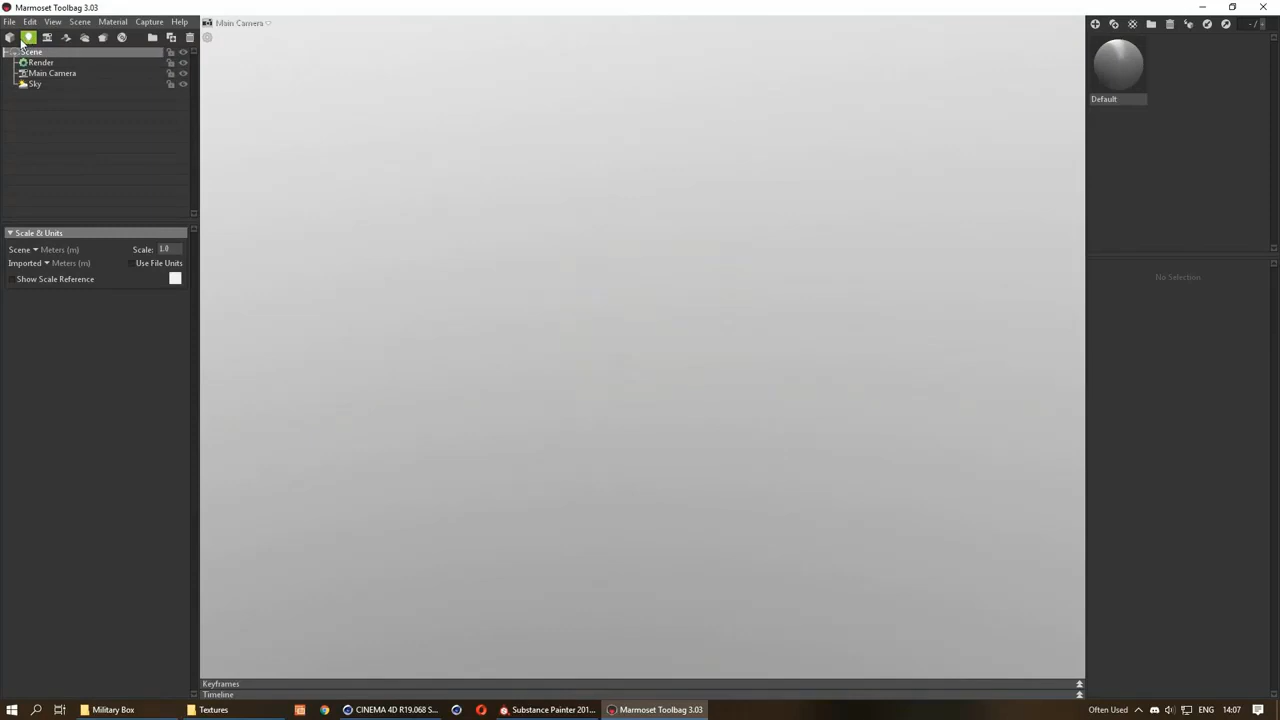 Marmoset Toolbag 3.03
File Edit View Scene Material Capture Help
Main Camera
Scene
Render
Main Camera
Sky
Default
Scale & Units
Scene Meters (m) Scale: 1.0
Imported Meters (m) Use File Units
Show Scale Reference
No Selection
Keyframes
Timeline
Military Box Textures CINEMA 4D R19.068 S... Substance Painter 201... Marmoset Toolbag 3.03 Often Used ENG 14:07